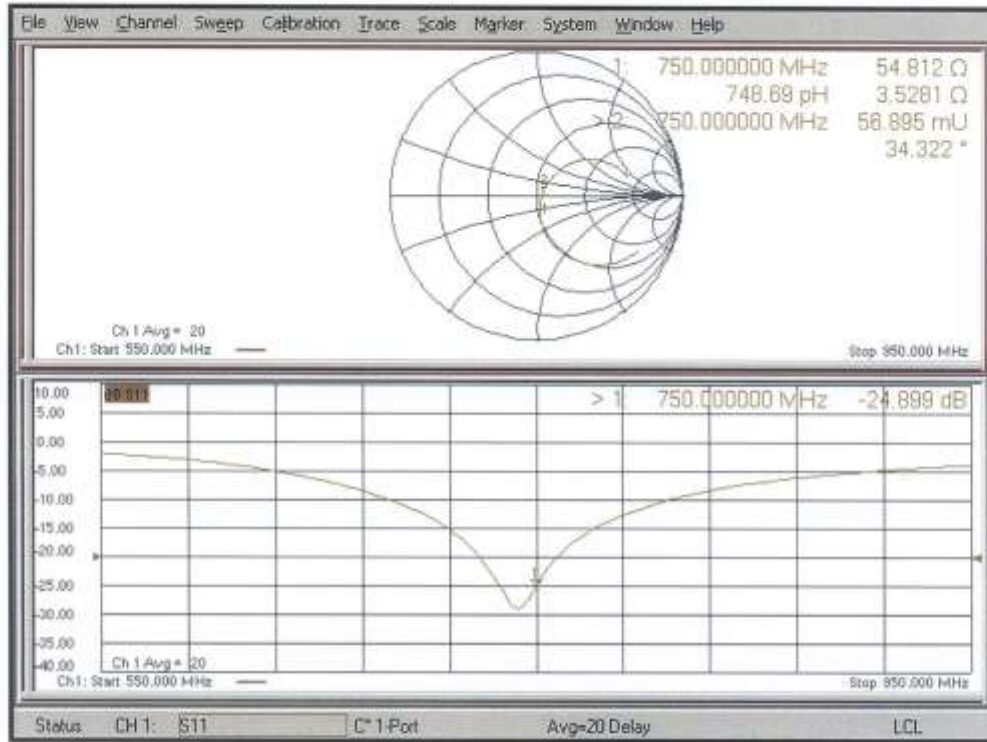 File View Channel Sweep Calibration Trace Scale Marker System Window Help
1: 750.000000 MHz 54.812 Ω
748.69 pH 3.5281 Ω
> 2: 750.000000 MHz 56.895 mU
34.322 °
Ch 1 Avg = 20
Ch1: Start 550.000 MHz
Stop 950.000 MHz
10.00
> 1: 750.000000 MHz -24.899 dB
5.00
0.00
-5.00
-10.00
-15.00
-20.00
-25.00
1
-30.00
-35.00
-40.00
Ch 1 Avg = 20
Ch1: Start 550.000 MHz
Stop 950.000 MHz
Status CH 1: S11 C* 1-Port Avg=20 Delay LCL